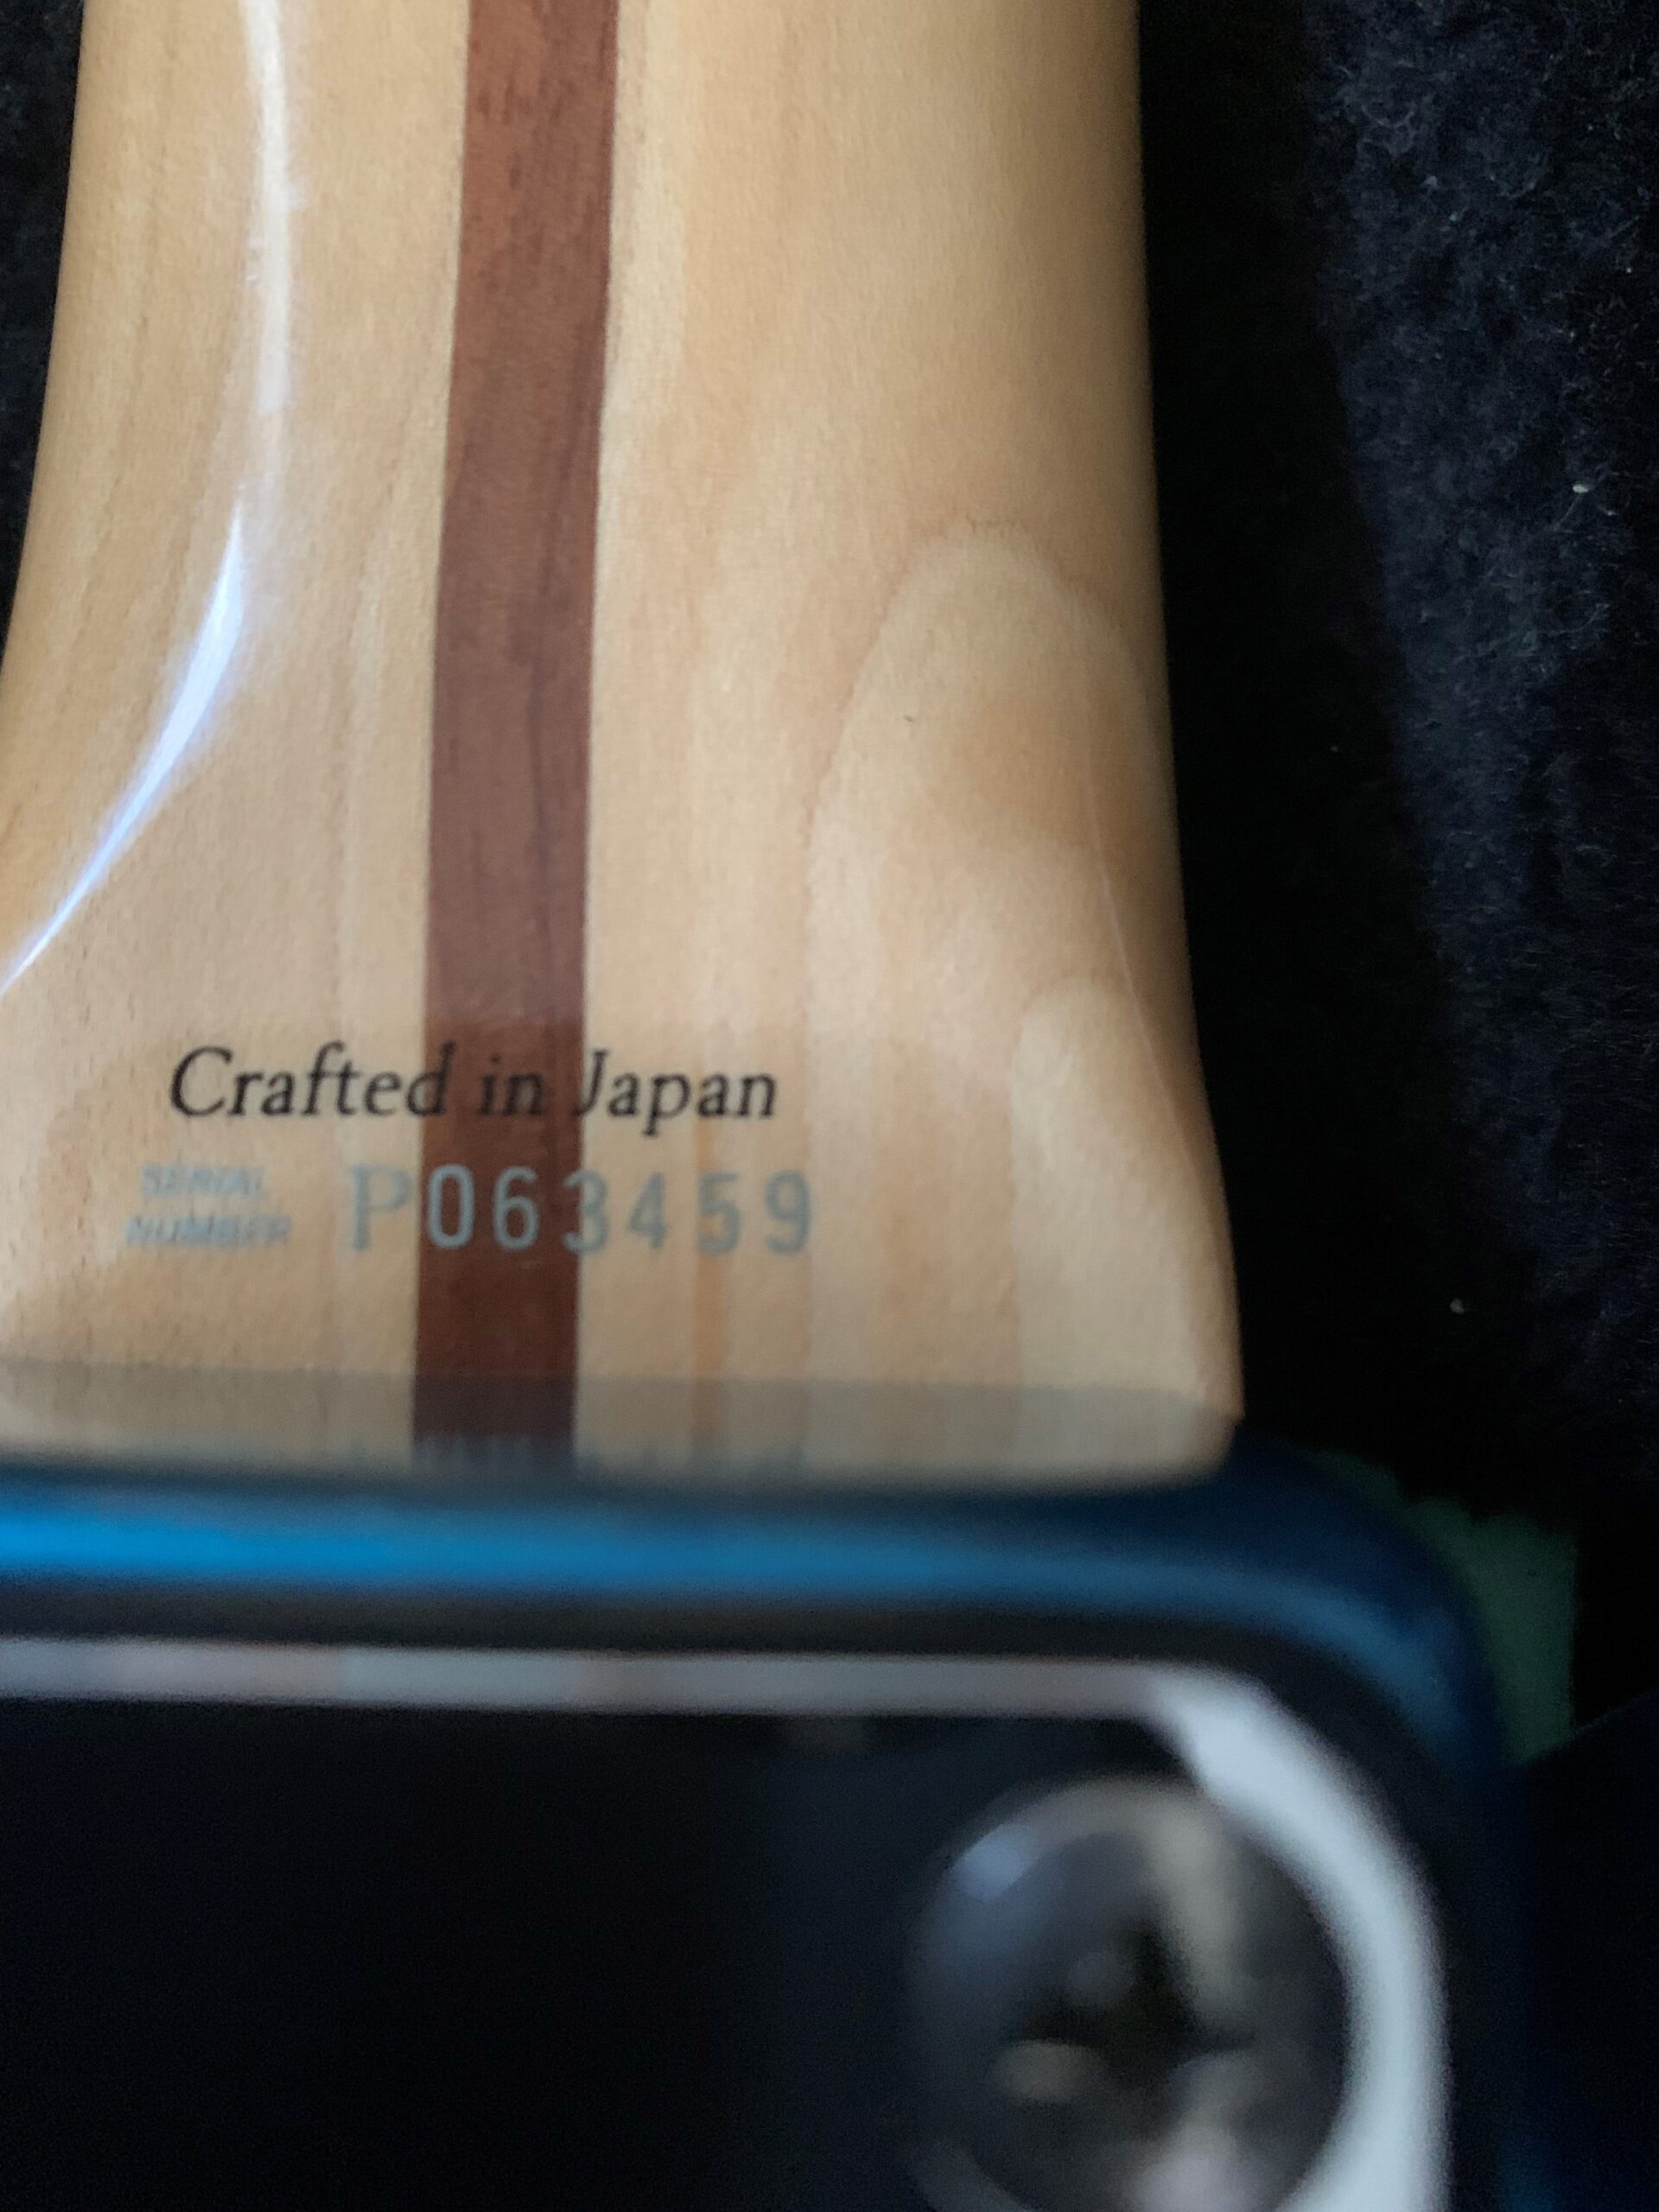 Crafted in Japan
SERIAL
NUMBER P063459